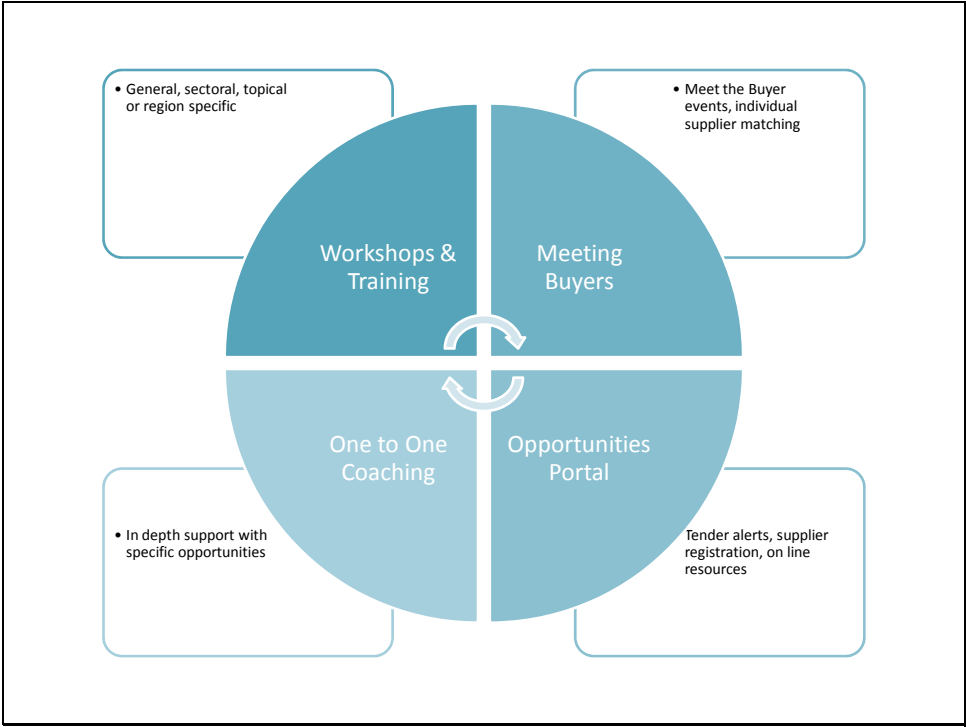 • General, sectoral, topical
or region specific
• Meet the Buyer
events, individual
supplier matching
Workshops &
Training
Meeting
Buyers
One to One
Coaching
Opportunities
Portal
• In depth support with
specific opportunities
Tender alerts, supplier
registration, on line
resources